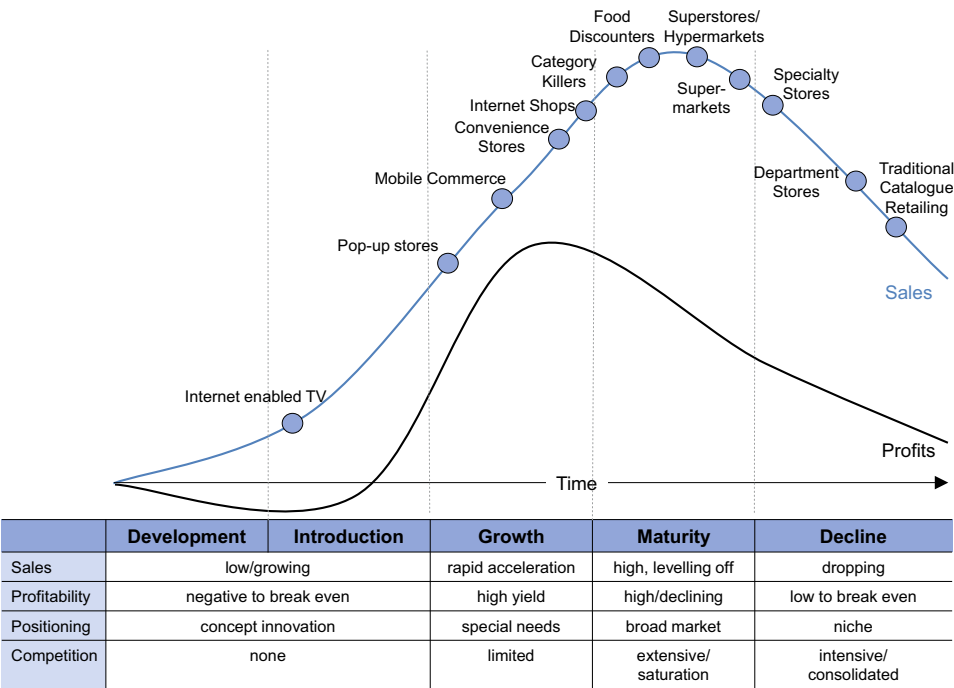 Food
Discounters
Superstores/
Hypermarkets
Category
Killers
Super-
markets
Specialty
Stores
Internet Shops
Convenience
Stores
Mobile Commerce
Department
Stores
Traditional
Catalogue
Retailing
Pop-up stores
Sales
Internet enabled TV
Profits
Time
Development Introduction Growth Maturity Decline
Sales low/growing rapid acceleration high, levelling off dropping
Profitability negative to break even high yield high/declining low to break even
Positioning concept innovation special needs broad market niche
Competition none limited extensive/ intensive/
saturation consolidated